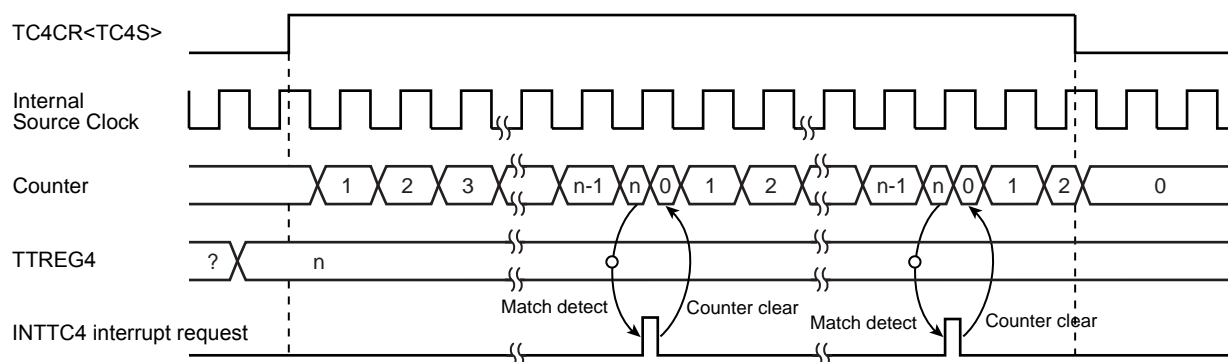 TC4CR<TC4S>
Internal
Source Clock
Counter
1 2 3 n-1 n 0 1 2 n-1 n 0 1 2 0
TTREG4
? n
Match detect Counter clear Match detect Counter clear
INTTC4 interrupt request